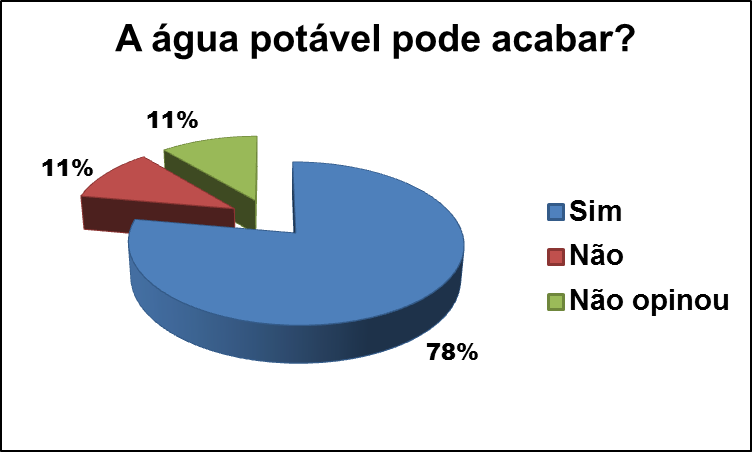 A água potável pode acabar?
11%
11%
Sim
Não
Não opinou
78%